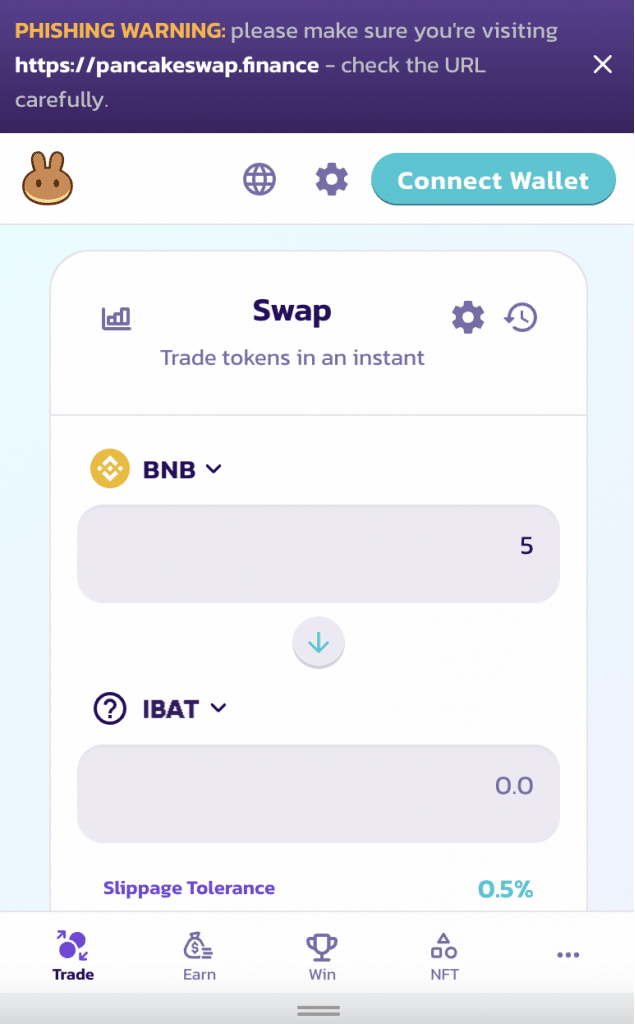 PHISHING WARNING: please make sure you're visiting
https://pancakeswap.finance - check the URL
carefully.
Connect Wallet
Swap
Trade tokens in an instant
BNB
5
IBAT
0.0
Slippage Tolerance 0.5%
Trade Earn Win NFT